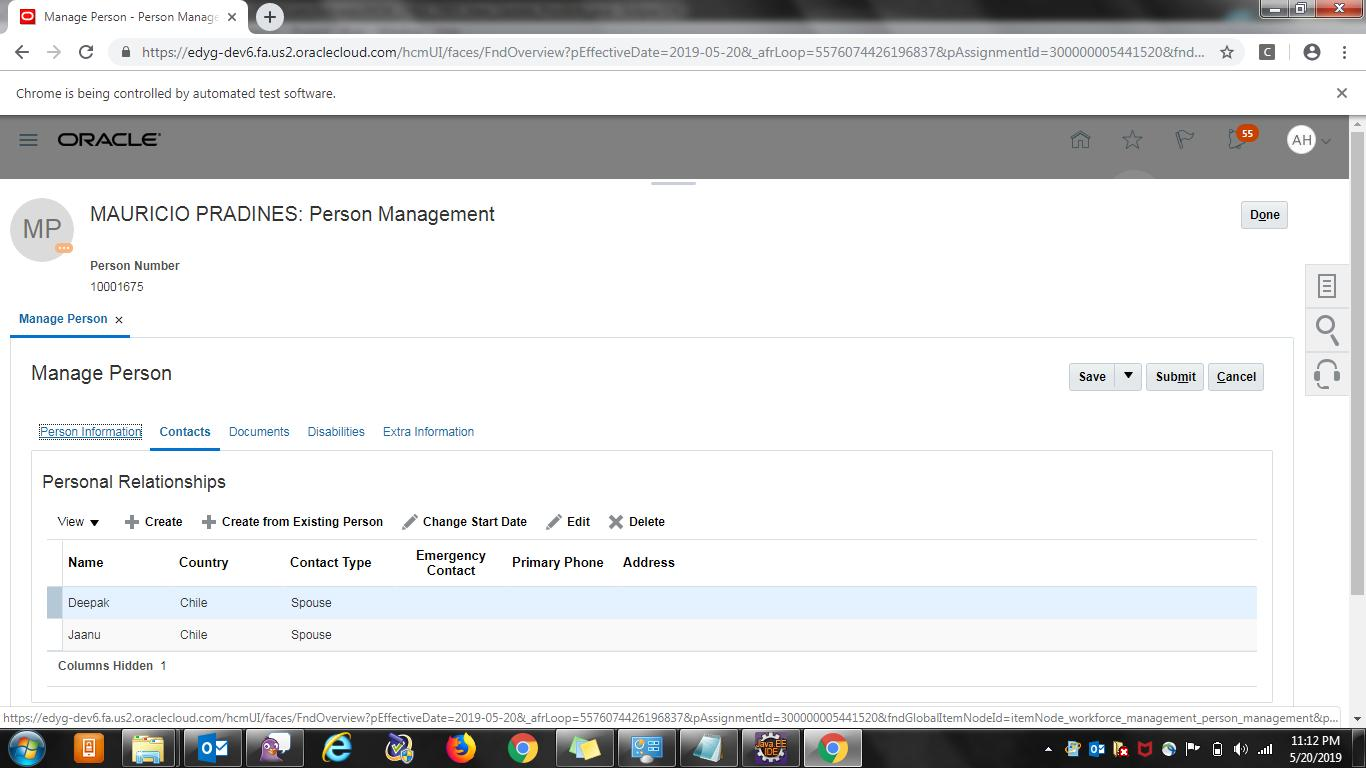 Manage Person - Person Manage
https://edyg-dev6.fa.us2.oraclecloud.com/hcmUI/faces/FndOverview?pEffectiveDate=2019-05-20&_afrLoop=5576074426196837&pAssignmentId=300000005441520&fnd...
C
Chrome is being controlled by automated test software.
ORACLE
55
AH
MP
MAURICIO PRADINES: Person Management
Done
Person Number
10001675
Manage Person
Manage Person
Save Submit Cancel
Person Information Contacts Documents Disabilities Extra Information
Personal Relationships
View Create Create from Existing Person Change Start Date Edit Delete
Name Country Contact Type Emergency Contact Primary Phone Address
Deepak Chile Spouse
Jaanu Chile Spouse
Columns Hidden 1
https://edyg-dev6.fa.us2.oraclecloud.com/hcmUI/faces/FndOverview?pEffectiveDate=2019-05-20&_afrLoop=5576074426196837&pAssignmentId=300000005441520&fndGlobalItemNodeId=itemNode_workforce_management_person_management&p...
Java EE
IDE
11:12 PM
5/20/2019